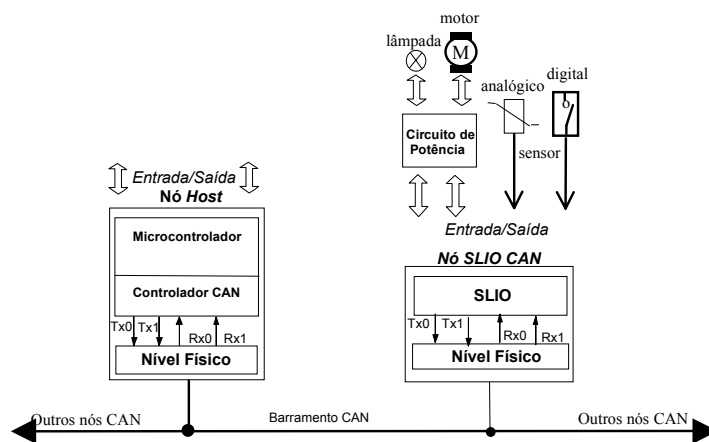 motor
lâmpada
M
analógico
digital
Circuito de
Potência
sensor
Entrada/Saída
Nó Host
Microcontrolador
Controlador CAN
Tx0 Tx1 Rx0 Rx1
Nível Físico
Entrada/Saída
Nó SLIO CAN
SLIO
Tx0 Tx1 Rx0 Rx1
Nível Físico
Outros nós CAN
Barramento CAN
Outros nós CAN